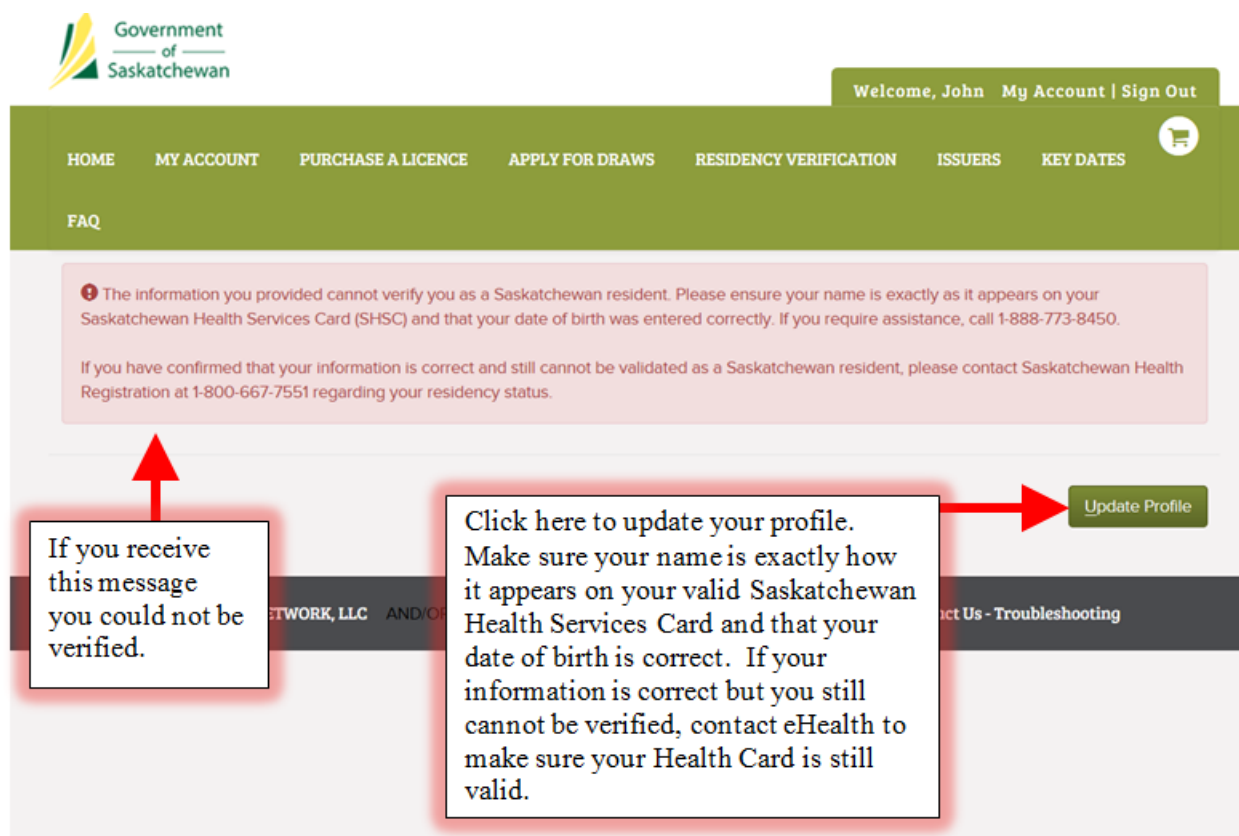 Government
of
Saskatchewan
Welcome, John My Account | Sign Out
HOME MY ACCOUNT PURCHASE A LICENCE APPLY FOR DRAWS RESIDENCY VERIFICATION ISSUERS KEY DATES
FAQ
The information you provided cannot verify you as a Saskatchewan resident. Please ensure your name is exactly as it appears on your
Saskatchewan Health Services Card (SHSC) and that your date of birth was entered correctly. If you require assistance, call 1-888-773-8450.
If you have confirmed that your information is correct and still cannot be validated as a Saskatchewan resident, please contact Saskatchewan Health
Registration at 1-800-667-7551 regarding your residency status.
Update Profile
If you receive
this message
you could not be
verified.
Click here to update your profile.
Make sure your name is exactly how
it appears on your valid Saskatchewan
Health Services Card and that your
date of birth is correct. If your
information is correct but you still
cannot be verified, contact eHealth to
make sure your Health Card is still
valid.
LLC AND/OR
Us - Troubleshooting